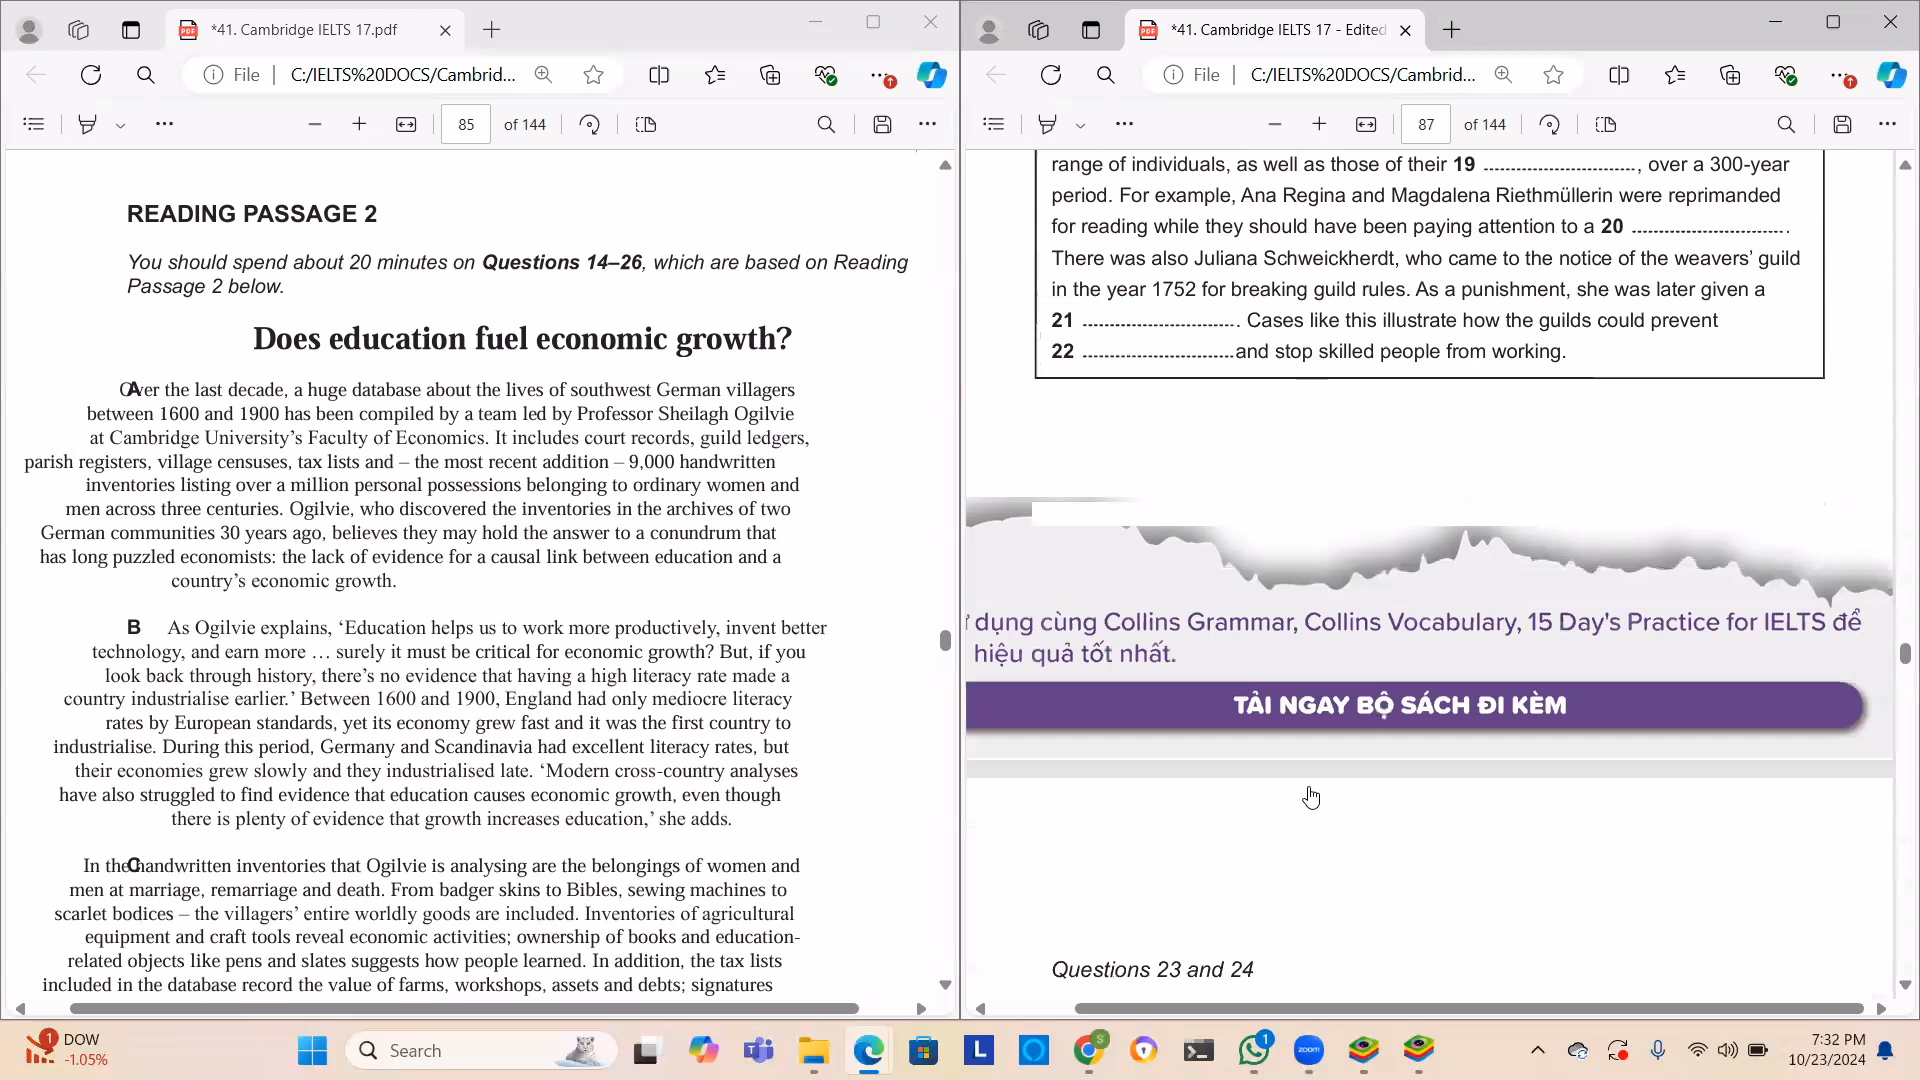 *41. Cambridge IELTS 17.pdf
File
C:/IELTS%20DOCS/Cambrid...
85 of 144
READING PASSAGE 2
You should spend about 20 minutes on Questions 14–26, which are based on Reading
Passage 2 below.
Does education fuel economic growth?
A Over the last decade, a huge database about the lives of southwest German villagers
between 1600 and 1900 has been compiled by a team led by Professor Sheilagh Ogilvie
at Cambridge University's Faculty of Economics. It includes court records, guild ledgers,
parish registers, village censuses, tax lists and – the most recent addition – 9,000 handwritten
inventories listing over a million personal possessions belonging to ordinary women and
men across three centuries. Ogilvie, who discovered the inventories in the archives of two
German communities 30 years ago, believes they may hold the answer to a conundrum that
has long puzzled economists: the lack of evidence for a causal link between education and a
country's economic growth.
B As Ogilvie explains, 'Education helps us to work more productively, invent better
technology, and earn more … surely it must be critical for economic growth? But, if you
look back through history, there's no evidence that having a high literacy rate made a
country industrialise earlier.' Between 1600 and 1900, England had only mediocre literacy
rates by European standards, yet its economy grew fast and it was the first country to
industrialise. During this period, Germany and Scandinavia had excellent literacy rates, but
their economies grew slowly and they industrialised late. 'Modern cross-country analyses
have also struggled to find evidence that education causes economic growth, even though
there is plenty of evidence that growth increases education,' she adds.
C In the handwritten inventories that Ogilvie is analysing are the belongings of women and
men at marriage, remarriage and death. From badger skins to Bibles, sewing machines to
scarlet bodices – the villagers' entire worldly goods are included. Inventories of agricultural
equipment and craft tools reveal economic activities; ownership of books and education-
related objects like pens and slates suggests how people learned. In addition, the tax lists
included in the database record the value of farms, workshops, assets and debts; signatures
*41. Cambridge IELTS 17 - Edited
File
C:/IELTS%20DOCS/Cambrid...
87 of 144
range of individuals, as well as those of their 19 ............................, over a 300-year
period. For example, Ana Regina and Magdalena Riethmüllerin were reprimanded
for reading while they should have been paying attention to a 20 ............................ .
There was also Juliana Schweickherdt, who came to the notice of the weavers' guild
in the year 1752 for breaking guild rules. As a punishment, she was later given a
21 ............................ . Cases like this illustrate how the guilds could prevent
22 ............................ and stop skilled people from working.
dụng cùng Collins Grammar, Collins Vocabulary, 15 Day's Practice for IELTS để
hiệu quả tốt nhất.
TẢI NGAY BỘ SÁCH ĐI KÈM
Questions 23 and 24
1
DOW
-1.05%
Search
L
S
1
zoom
7:32 PM
10/23/2024